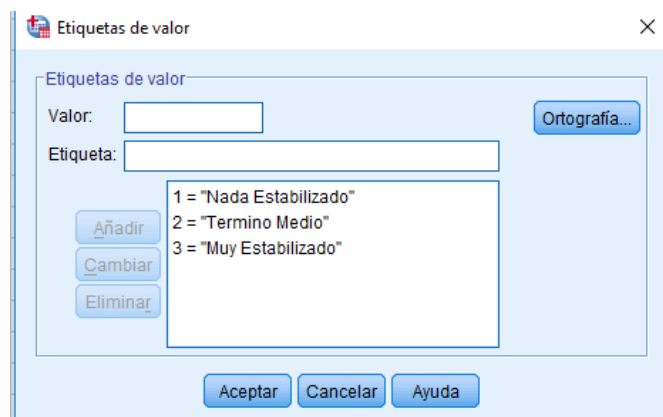 Etiquetas de valor
Etiquetas de valor
Valor:
Ortografía...
Etiqueta:
1 = "Nada Estabilizado"
2 = "Termino Medio"
3 = "Muy Estabilizado"
Añadir
Cambiar
Eliminar
Aceptar Cancelar Ayuda